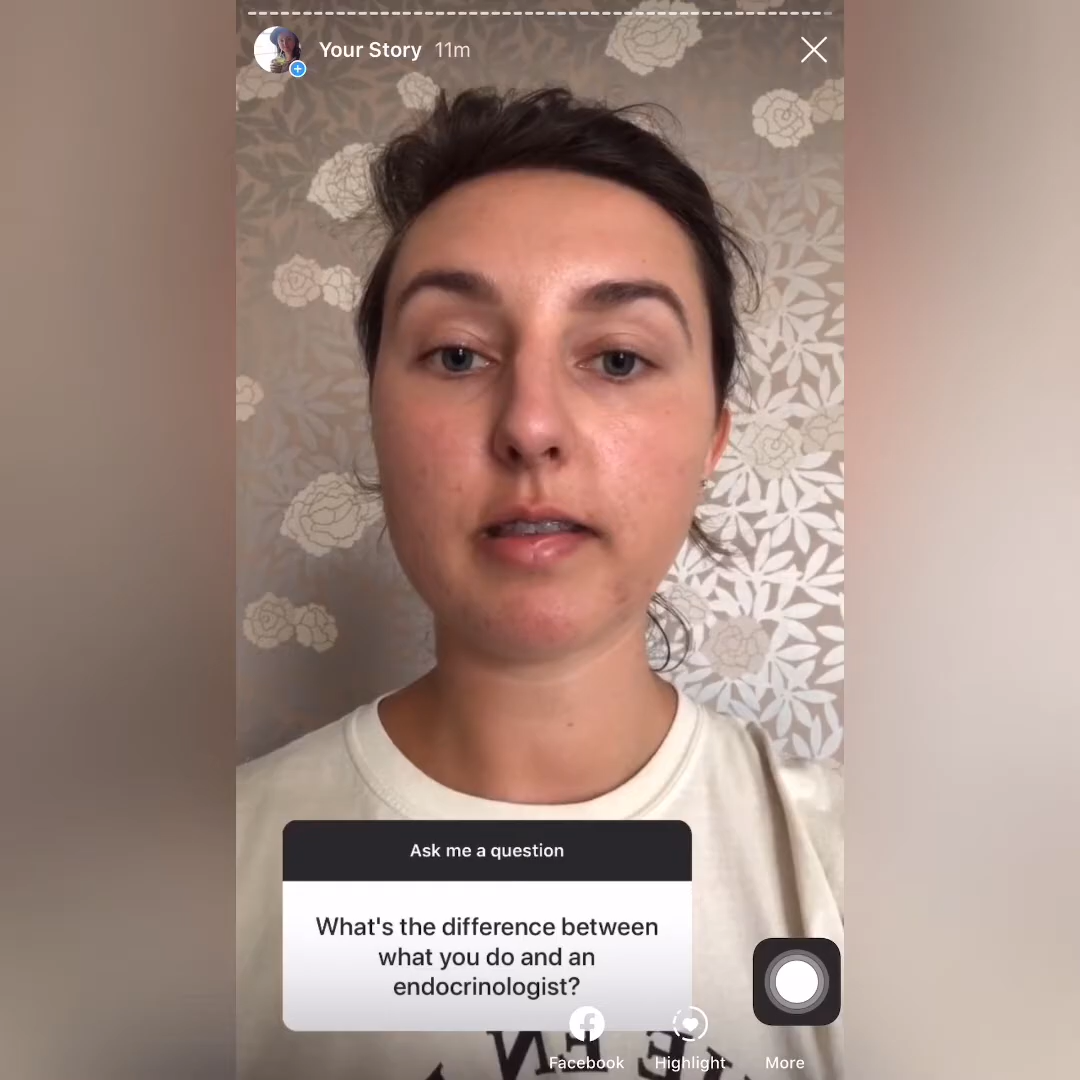 Your Story 11m
Ask me a question
What's the difference between
what you do and an
endocrinologist?
Facebook Highlight More